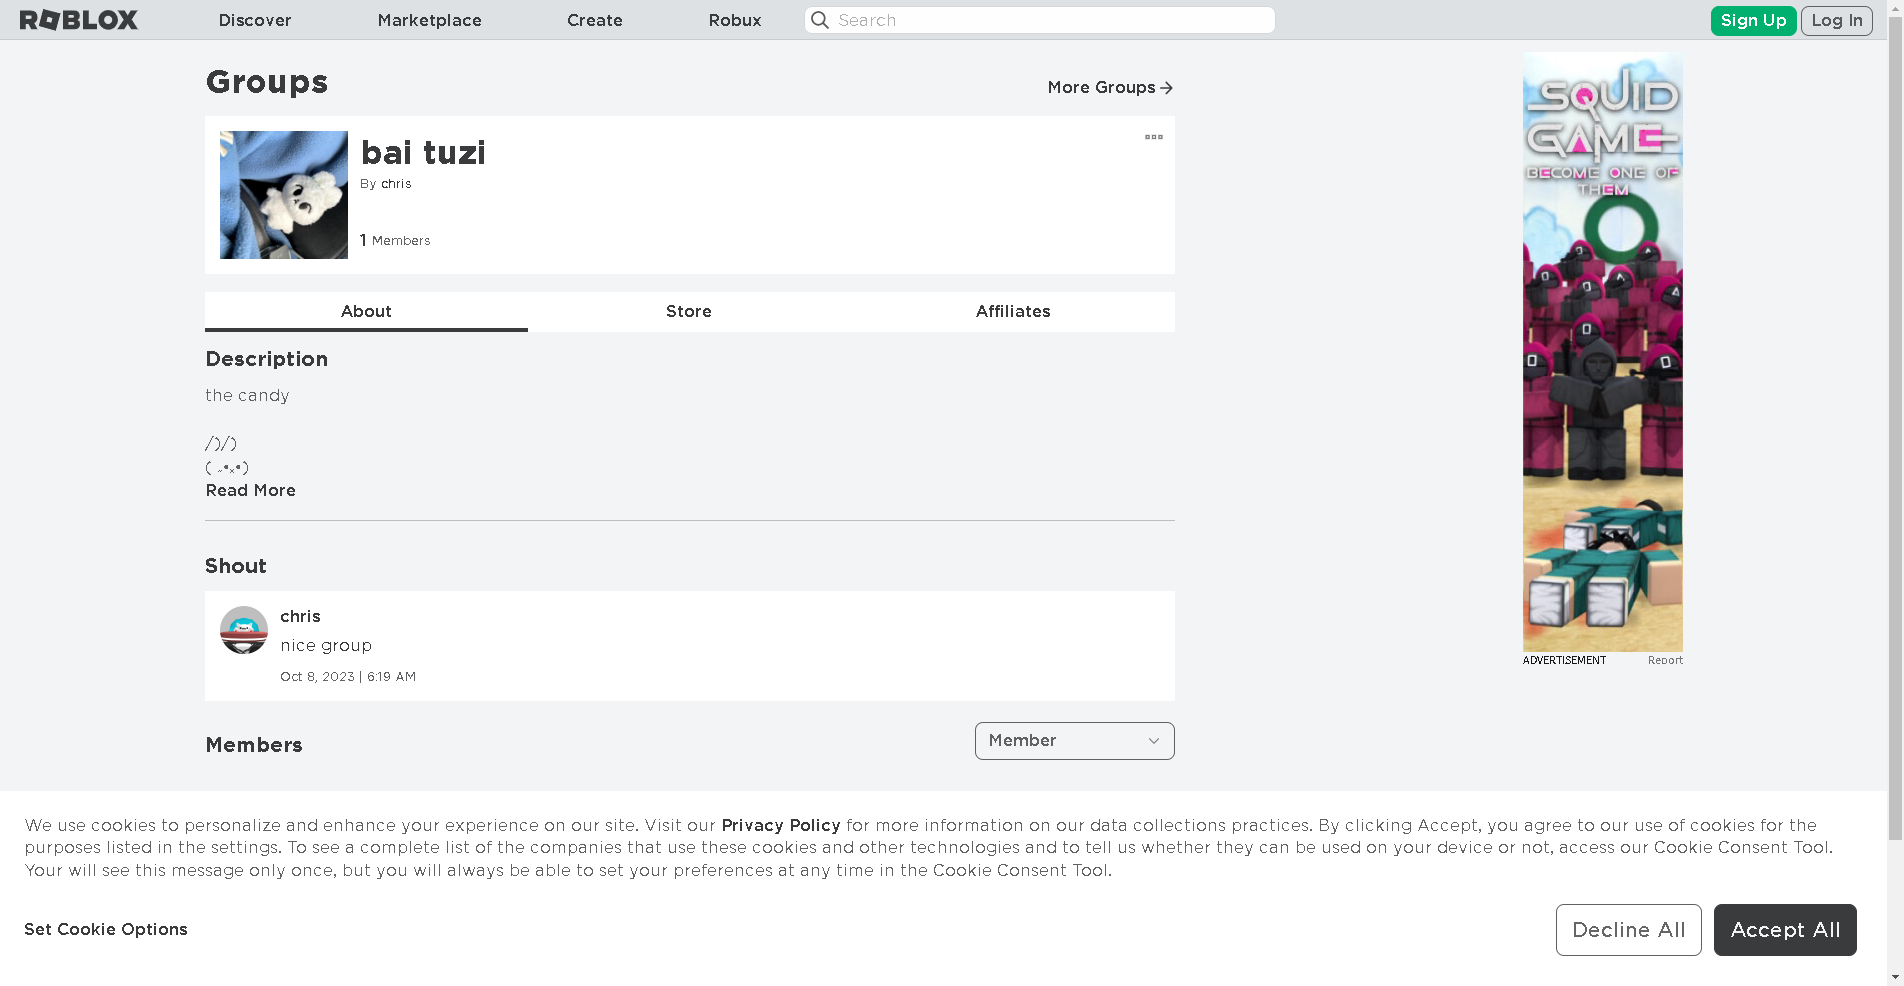 ROBLOX
Discover
Marketplace
Create
Robux
Search
Sign Up
Log In
Groups
More Groups
bai tuzi
By chris
1 Members
About
Store
Affiliates
Description
the candy
/)/)
( ˶•ₓ•)
Read More
Shout
chris
nice group
Oct 8, 2023 | 6:19 AM
Members
Member
SQUID
GAME
BECOME ONE OF
THEM
ADVERTISEMENT
Report
We use cookies to personalize and enhance your experience on our site. Visit our Privacy Policy for more information on our data collections practices. By clicking Accept, you agree to our use of cookies for the
purposes listed in the settings. To see a complete list of the companies that use these cookies and other technologies and to tell us whether they can be used on your device or not, access our Cookie Consent Tool.
Your will see this message only once, but you will always be able to set your preferences at any time in the Cookie Consent Tool.
Set Cookie Options
Decline All
Accept All